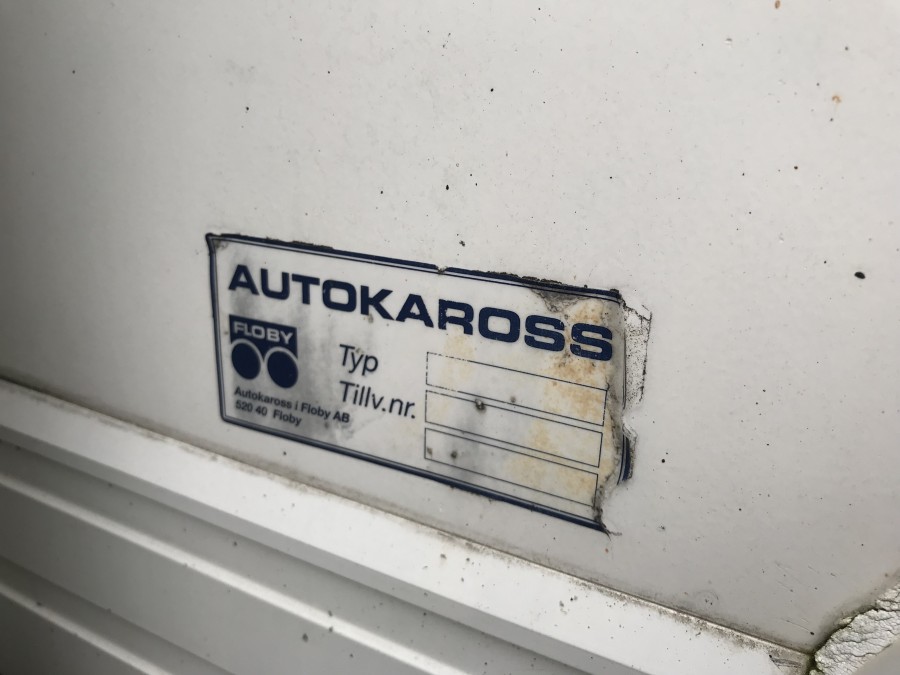 AUTOKAROSS
FLOBY
Typ
Tillv.nr.
Autokaross i Floby AB
520 40 Floby